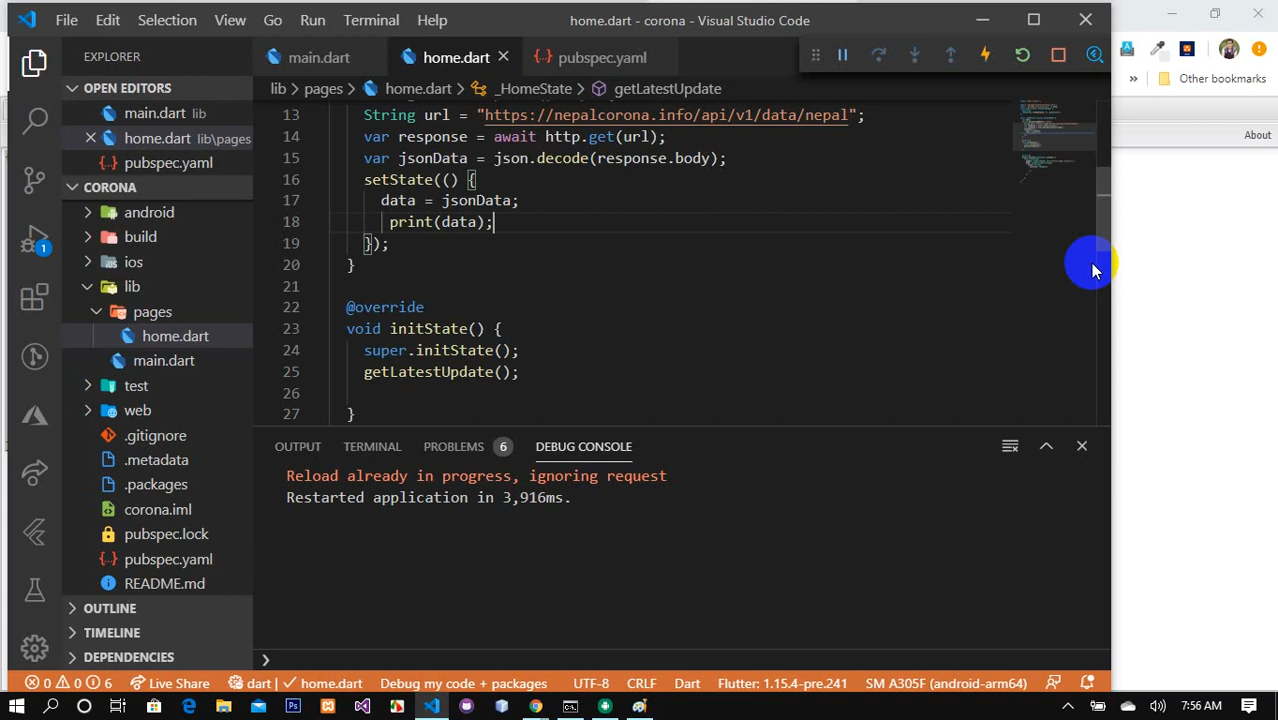 File Edit Selection View Go Run Terminal Help
home.dart - corona - Visual Studio Code
EXPLORER
main.dart
home.dart
pubspec.yaml
Other bookmarks
OPEN EDITORS
main.dart lib
home.dart lib\pages
pubspec.yaml
CORONA
android
build
ios
lib
pages
home.dart
main.dart
test
web
.gitignore
.metadata
.packages
corona.iml
pubspec.lock
pubspec.yaml
README.md
OUTLINE
TIMELINE
DEPENDENCIES
1
lib > pages > home.dart > _HomeState > getLatestUpdate
13 String url = "https://nepalcorona.info/api/v1/data/nepal";
14 var response = await http.get(url);
15 var jsonData = json.decode(response.body);
16 setState(() {
17 data = jsonData;
18 print(data);
19 });
20 }
21
22 @override
23 void initState() {
24 super.initState();
25 getLatestUpdate();
26
27 }
About
OUTPUT TERMINAL PROBLEMS 6 DEBUG CONSOLE
Reload already in progress, ignoring request
Restarted application in 3,916ms.
0 0 6 Live Share dart | home.dart Debug my code + packages UTF-8 CRLF Dart Flutter: 1.15.4-pre.241 SM A305F (android-arm64)
7:56 AM